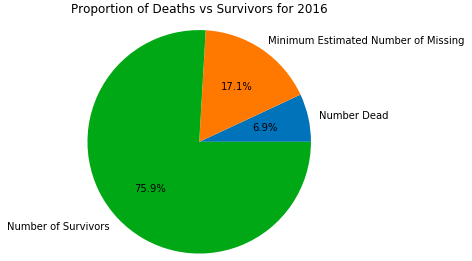 Proportion of Deaths vs Survivors for 2016
Minimum Estimated Number of Missing
17.1%
Number Dead
6.9%
75.9%
Number of Survivors